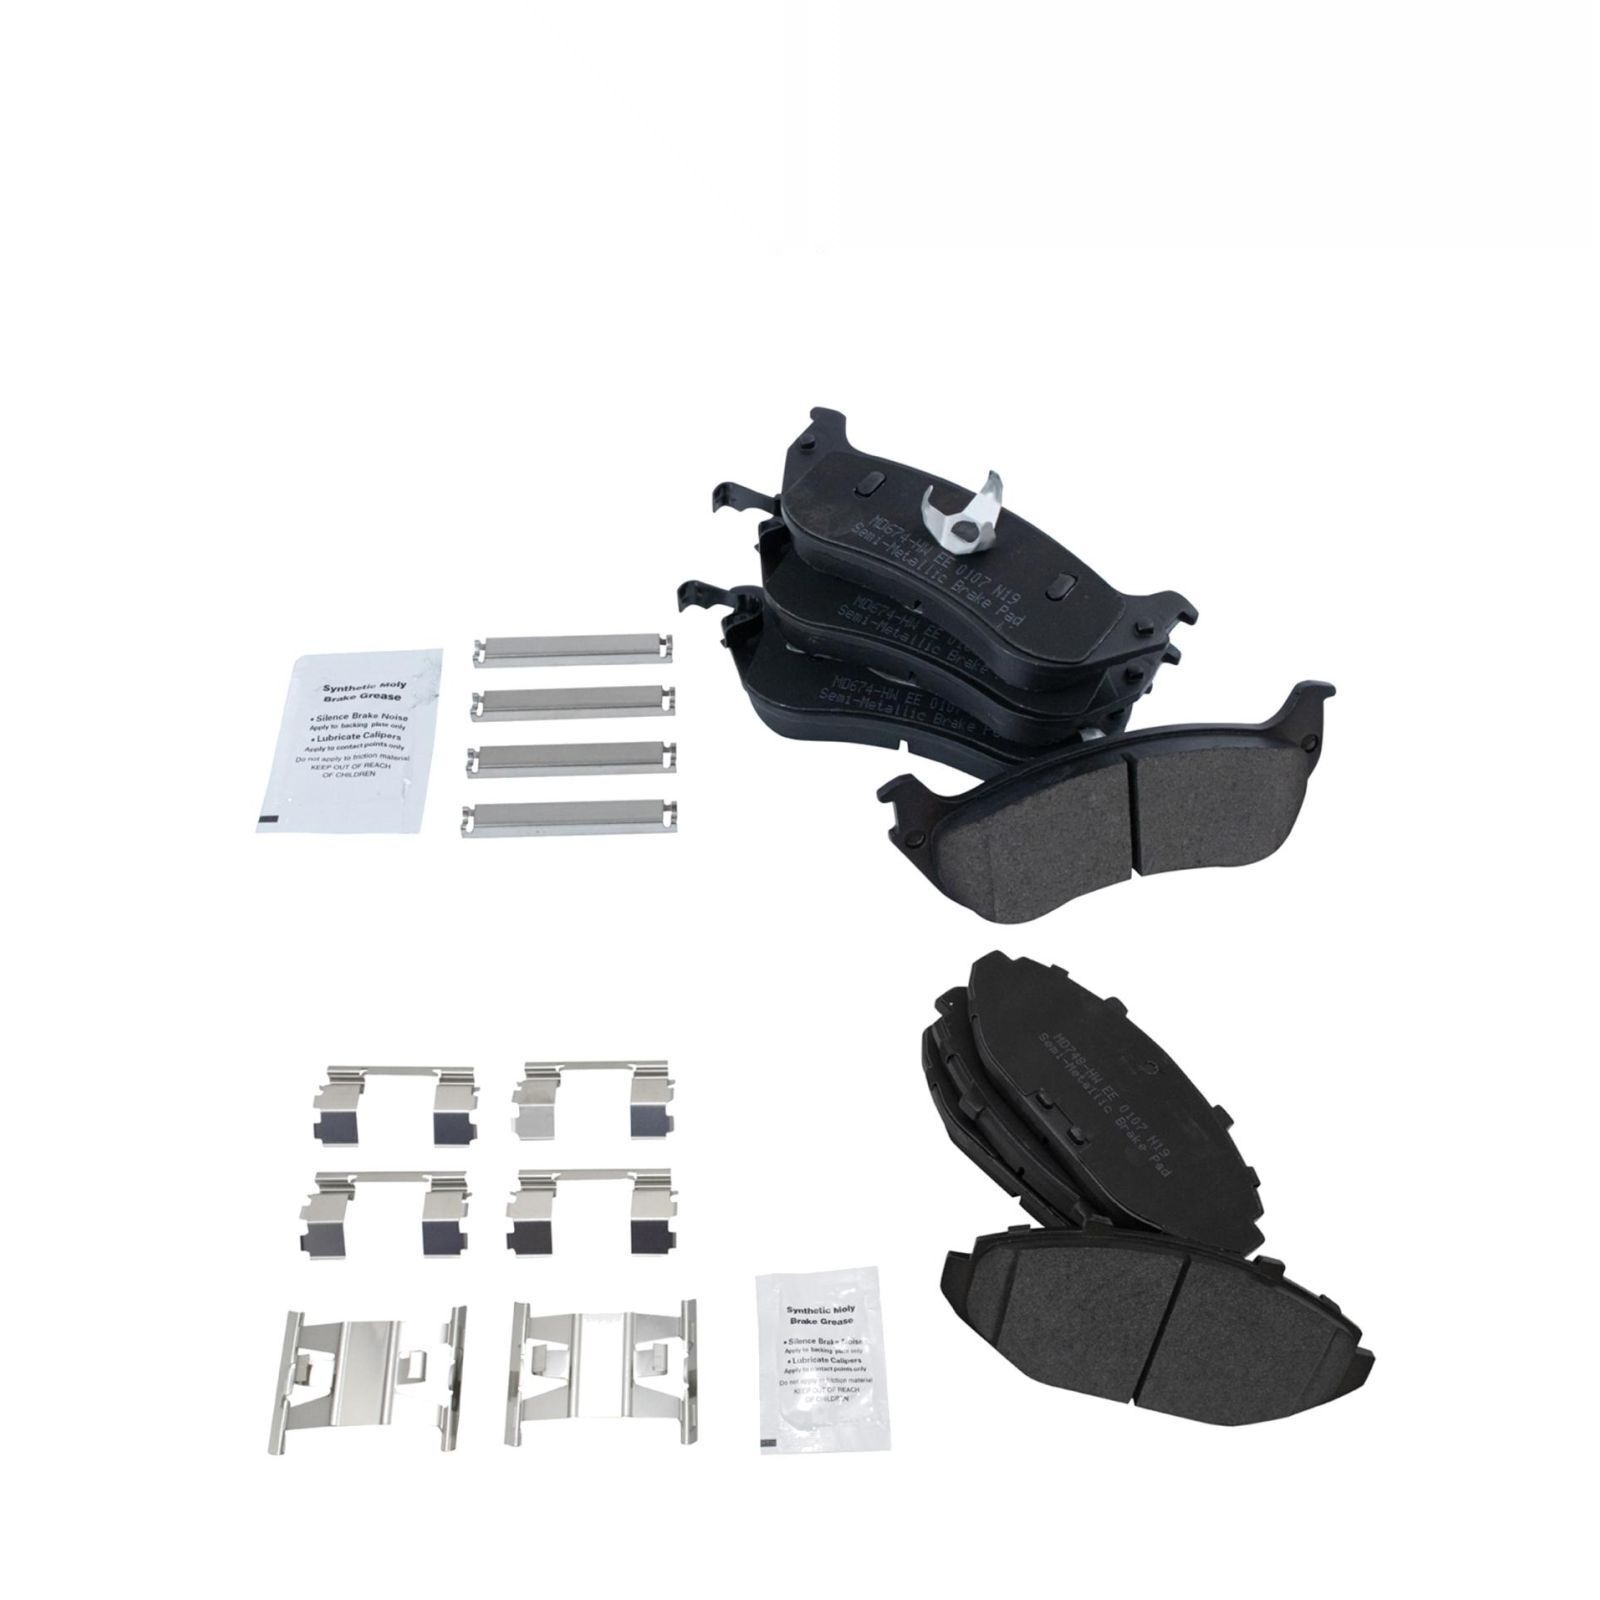 Synthetic Moly
Brake Grease
• Silence Brake Noise
Apply to backing plate only
• Lubricate Calipers
Apply to contact points only
Do not apply to friction material
KEEP OUT OF REACH
OF CHILDREN
MD674-HW EE 0107 N19
Semi-Metallic Brake Pad
MD674-HW EE
Semi-Metallic Brake
MD674-HW EE 0107
Semi-Metallic Brake
MD748-HW EE 0107 N19
Semi-Metallic Brake Pad
Synthetic Moly
Brake Grease
• Silence Brake Noise
Apply to backing plate only
• Lubricate Calipers
Apply to contact points only
Do not apply to friction material
KEEP OUT OF REACH
OF CHILDREN